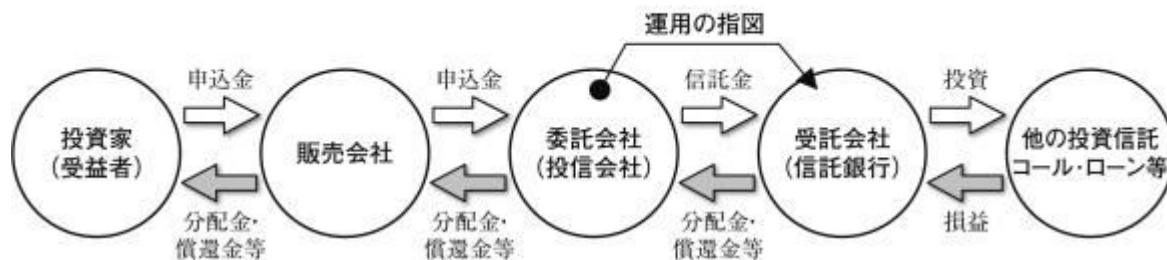 運用の指図
申込金
申込金
信託金
投資
投資家
(受益者)
販売会社
委託会社
(投信会社)
受託会社
(信託銀行)
他の投資信託
コール・ローン等
分配金・
償還金等
分配金・
償還金等
分配金・
償還金等
損益